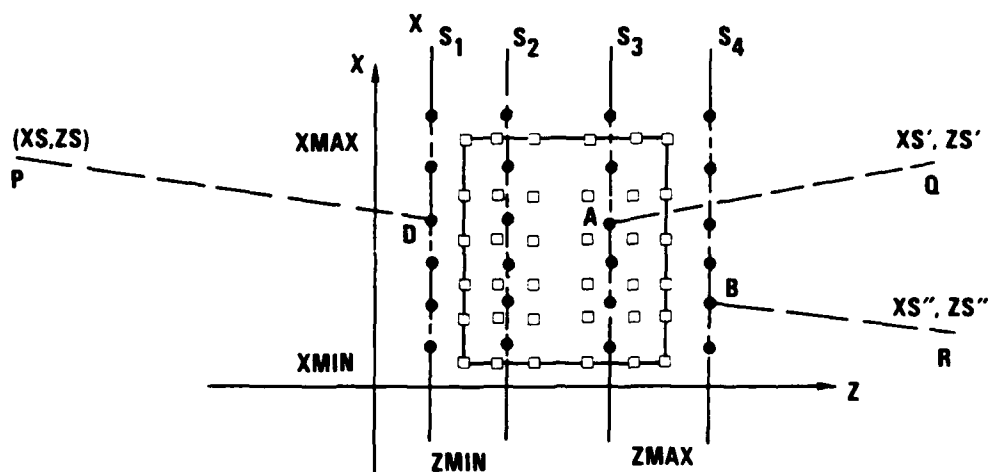 X
S1 S2 S3 S4
X
(XS,ZS)
XMAX
XS′, ZS′
P
Q
A
D
B
XS″, ZS″
XMIN
R
Z
ZMIN
ZMAX